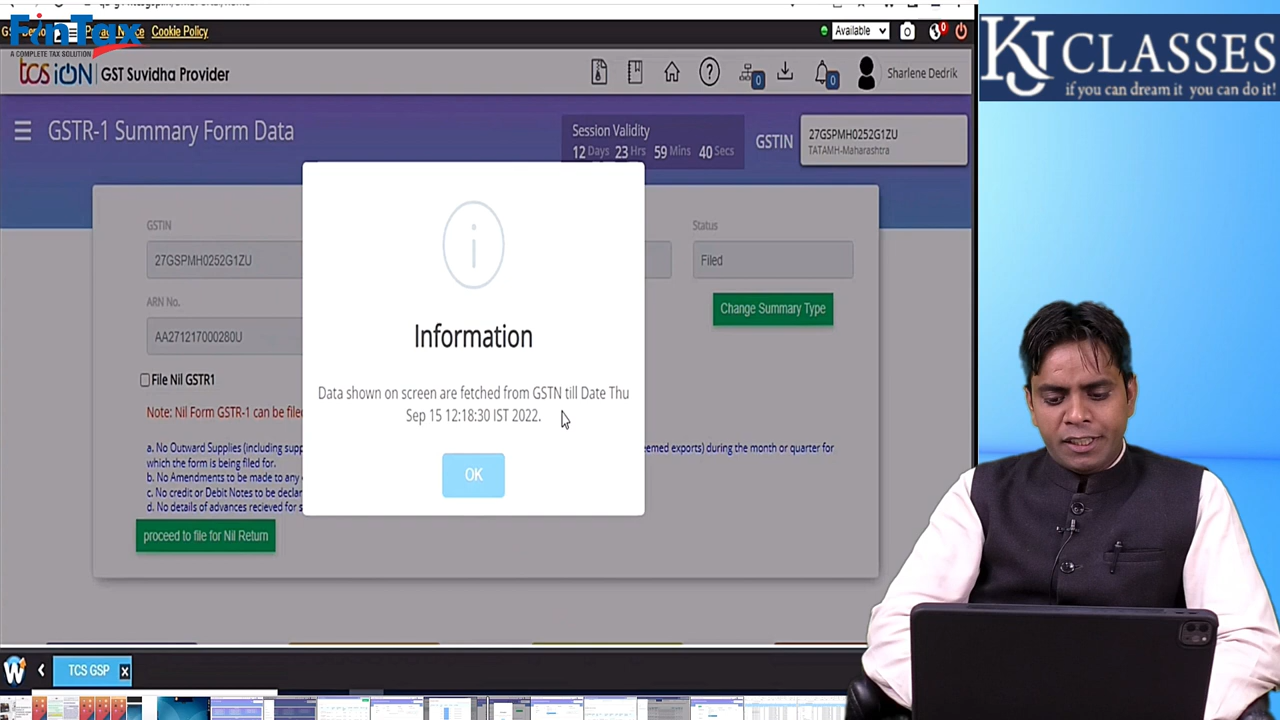 FinTax
A COMPLETE TAX SOLUTION
Cookie Policy
Available
0
KJ CLASSES
if you can dream it you can do it!
tcs iON | GST Suvidha Provider
0
0
Sharlene Dedrik
GSTR-1 Summary Form Data
Session Validity
12 Days 23 Hrs 59 Mins 40 Secs
GSTIN
27GSPMH0252G1ZU
TATAMH-Maharashtra
GSTIN
27GSPMH0252G1ZU
Status
Filed
ARN No.
AA271217000280U
Change Summary Type
File Nil GSTR1
Note: Nil Form GSTR-1 can be filed
a. No Outward Supplies (including supp
emed exports) during the month or quarter for
which the form is being filed for.
b. No Amendments to be made to any
c. No credit or Debit Notes to be declar
d. No details of advances recieved for s
proceed to file for Nil Return
i
Information
Data shown on screen are fetched from GSTN till Date Thu
Sep 15 12:18:30 IST 2022.
OK
W
TCS GSP x